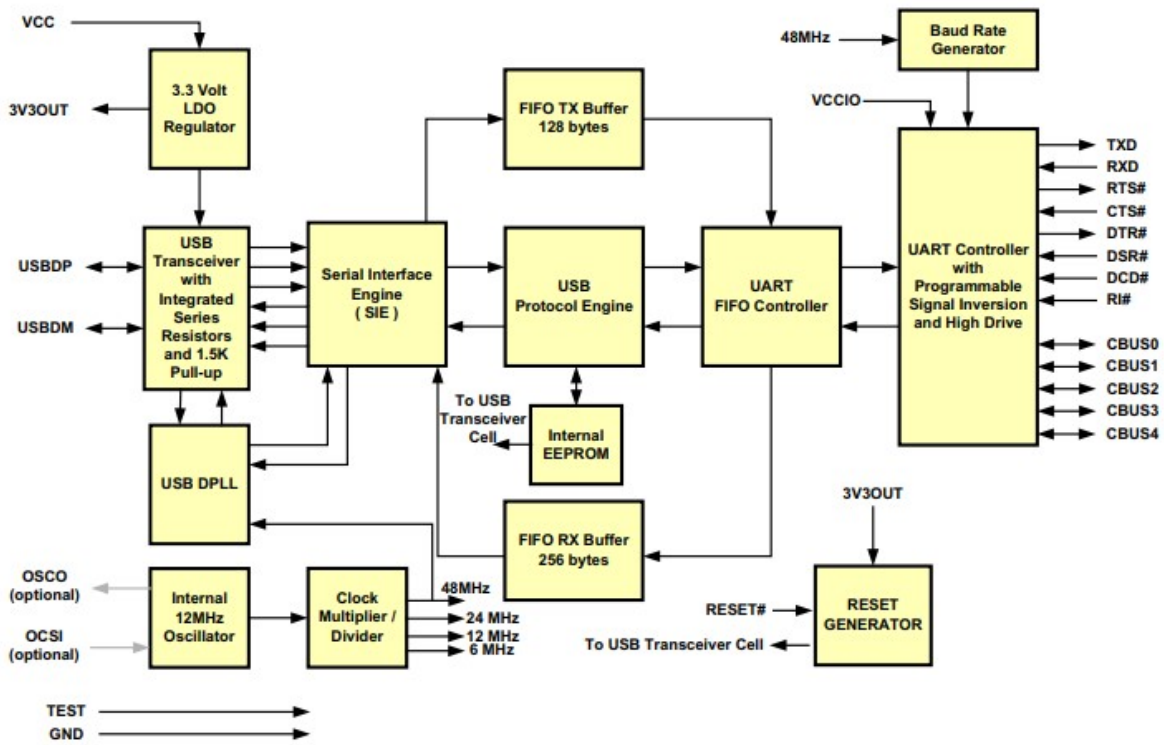 VCC
3V3OUT
3.3 Volt
LDO
Regulator
48MHz
Baud Rate
Generator
VCCIO
FIFO TX Buffer
128 bytes
USBDP
USBDM
USB
Transceiver
with
Integrated
Series
Resistors
and 1.5K
Pull-up
Serial Interface
Engine
( SIE )
USB
Protocol Engine
UART
FIFO Controller
UART Controller
with
Programmable
Signal Inversion
and High Drive
TXD
RXD
RTS#
CTS#
DTR#
DSR#
DCD#
RI#
CBUS0
CBUS1
CBUS2
CBUS3
CBUS4
USB DPLL
To USB
Transceiver
Cell
Internal
EEPROM
FIFO RX Buffer
256 bytes
3V3OUT
RESET#
RESET
GENERATOR
To USB Transceiver Cell
OSCO
(optional)
OCSI
(optional)
Internal
12MHz
Oscillator
Clock
Multiplier /
Divider
48MHz
24 MHz
12 MHz
6 MHz
TEST
GND